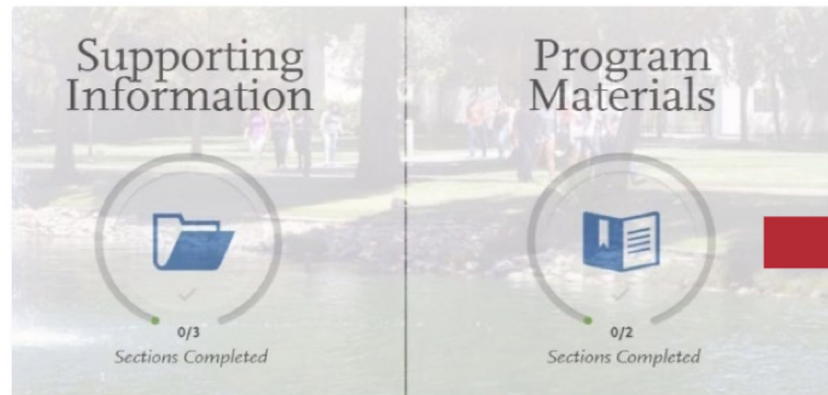 Supporting
Information
0/3
Sections Completed
Program
Materials
0/2
Sections Completed